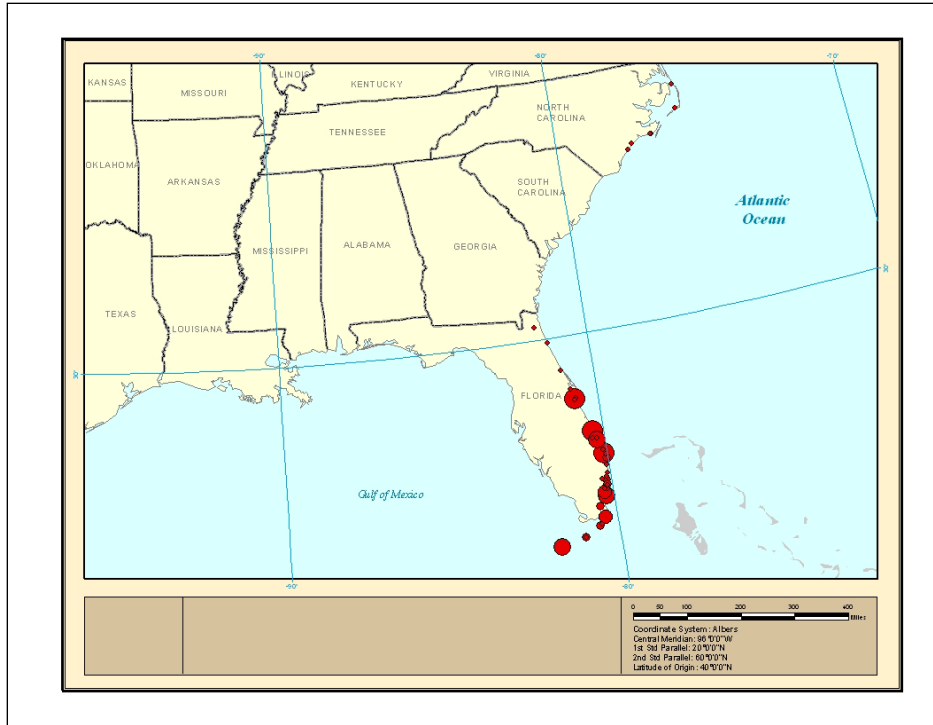 -90°
-80°
-70°
KANSAS
MISSOURI
ILLINOIS
KENTUCKY
VIRGINIA
NORTH
CAROLINA
TENNESSEE
OKLAHOMA
ARKANSAS
SOUTH
CAROLINA
Atlantic
Ocean
MISSISSIPPI
ALABAMA
GEORGIA
30°
TEXAS
LOUISIANA
30°
FLORIDA
Gulf of Mexico
-90°
-80°
0 50 100 200 300 400
Miles
Coordinate System: Albers
Central Meridian: 96°0'0"W
1st Std Parallel: 20°0'0"N
2nd Std Parallel: 60°0'0"N
Latitude of Origin: 40°0'0"N